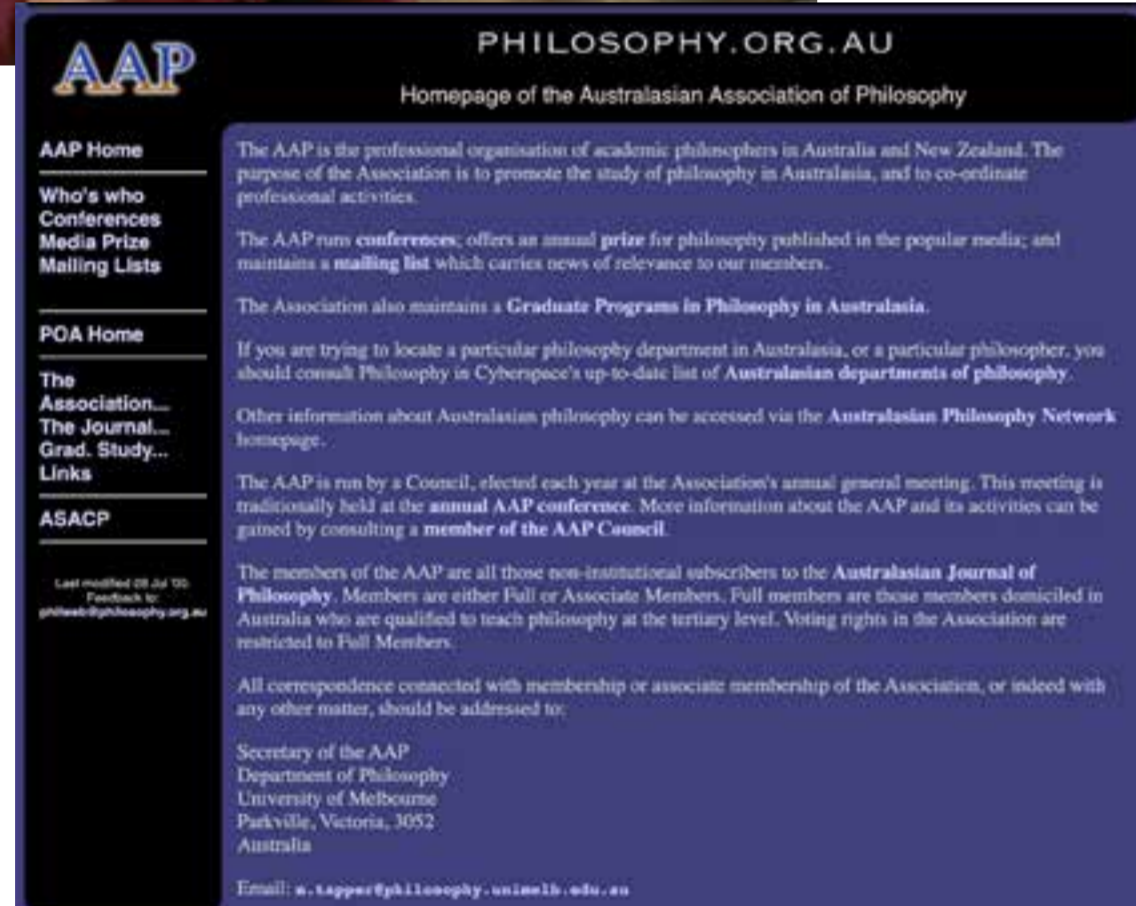 AAP
PHILOSOPHY.ORG.AU
Homepage of the Australasian Association of Philosophy
AAP Home
Who's who
Conferences
Media Prize
Mailing Lists
POA Home
The
Association...
The Journal...
Grad. Study...
Links
ASACP
Last modified 08 Jul '00
Feedback to:
philweb@philosophy.org.au
The AAP is the professional organisation of academic philosophers in Australia and New Zealand. The
purpose of the Association is to promote the study of philosophy in Australasia, and to co-ordinate
professional activities.
The AAP runs conferences; offers an annual prize for philosophy published in the popular media; and
maintains a mailing list which carries news of relevance to our members.
The Association also maintains a Graduate Programs in Philosophy in Australasia.
If you are trying to locate a particular philosophy department in Australasia, or a particular philosopher, you
should consult Philosophy in Cyberspace's up-to-date list of Australasian departments of philosophy.
Other information about Australasian philosophy can be accessed via the Australasian Philosophy Network
homepage.
The AAP is run by a Council, elected each year at the Association's annual general meeting. This meeting is
traditionally held at the annual AAP conference. More information about the AAP and its activities can be
gained by consulting a member of the AAP Council.
The members of the AAP are all those non-institutional subscribers to the Australasian Journal of
Philosophy. Members are either Full or Associate Members. Full members are those members domiciled in
Australia who are qualified to teach philosophy at the tertiary level. Voting rights in the Association are
restricted to Full Members.
All correspondence connected with membership or associate membership of the Association, or indeed with
any other matter, should be addressed to:
Secretary of the AAP
Department of Philosophy
University of Melbourne
Parkville, Victoria, 3052
Australia
Email: m.tapper@philosophy.unimelb.edu.au